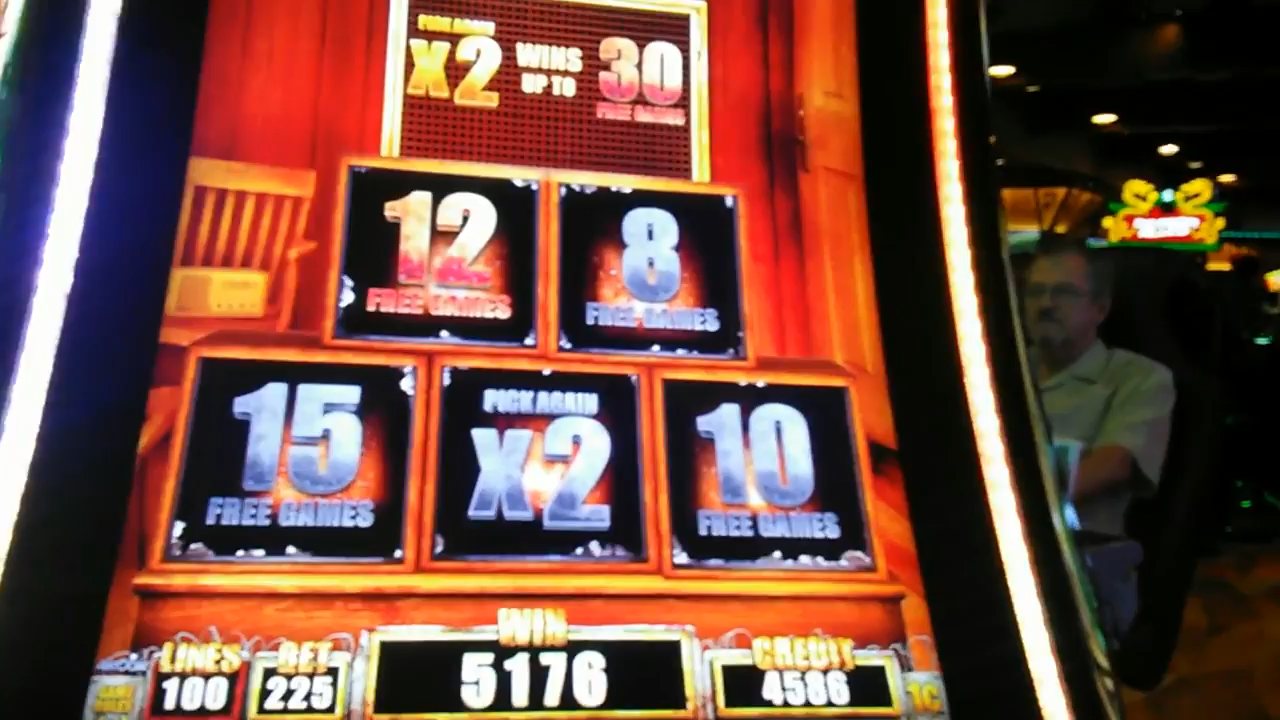 PICK AGAIN
X2 WINS UP TO 30
FREE GAMES
12
FREE GAMES
8
FREE GAMES
15
FREE GAMES
PICK AGAIN
X2
10
FREE GAMES
LINES
100
BET
225
WIN
5176
CREDIT
4586
1C